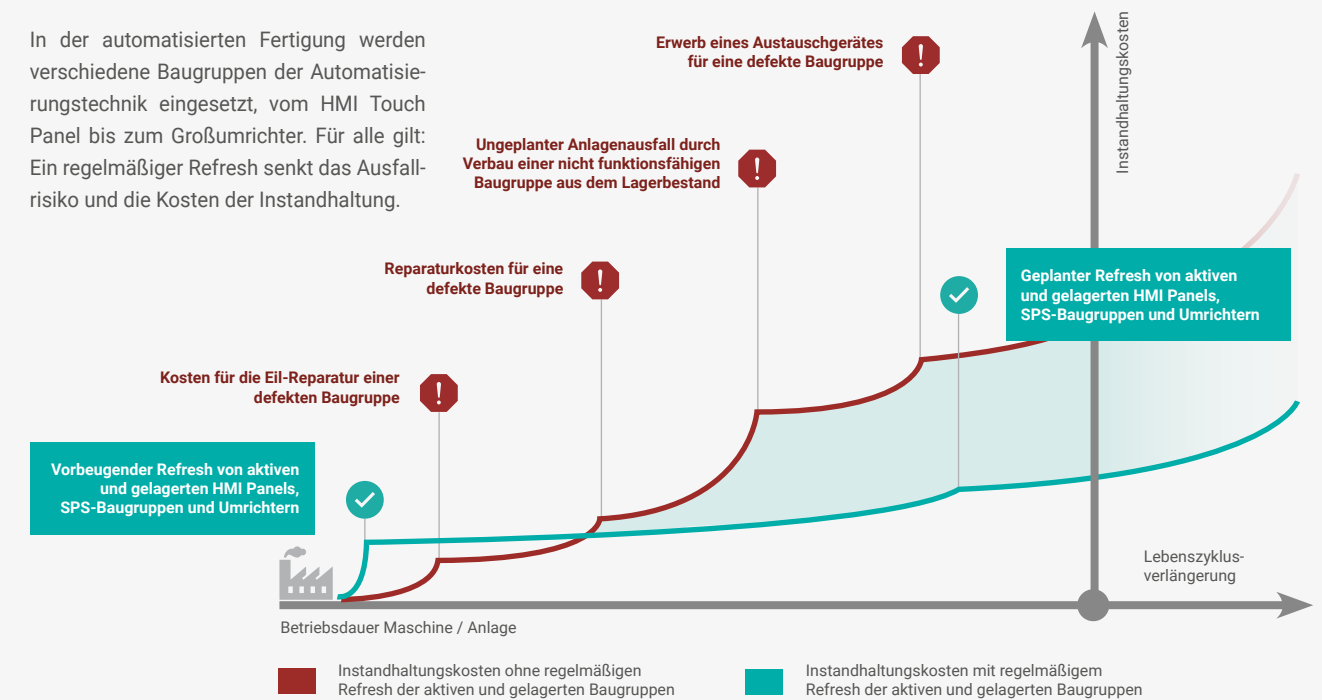 In der automatisierten Fertigung werden
verschiedene Baugruppen der Automatisie-
rungstechnik eingesetzt, vom HMI Touch
Panel bis zum Großumrichter. Für alle gilt:
Ein regelmäßiger Refresh senkt das Ausfall-
risiko und die Kosten der Instandhaltung.
Erwerb eines Austauschgerätes
für eine defekte Baugruppe
!
Instandhaltungskosten
Ungeplanter Anlagenausfall durch
Verbau einer nicht funktionsfähigen
Baugruppe aus dem Lagerbestand
!
Reparaturkosten für eine
defekte Baugruppe
!
Geplanter Refresh von aktiven
und gelagerten HMI Panels,
SPS-Baugruppen und Umrichtern
Kosten für die Eil-Reparatur einer
defekten Baugruppe
!
Vorbeugender Refresh von aktiven
und gelagerten HMI Panels,
SPS-Baugruppen und Umrichtern
Lebenszyklus-
verlängerung
Betriebsdauer Maschine / Anlage
Instandhaltungskosten ohne regelmäßigen
Refresh der aktiven und gelagerten Baugruppen
Instandhaltungskosten mit regelmäßigem
Refresh der aktiven und gelagerten Baugruppen